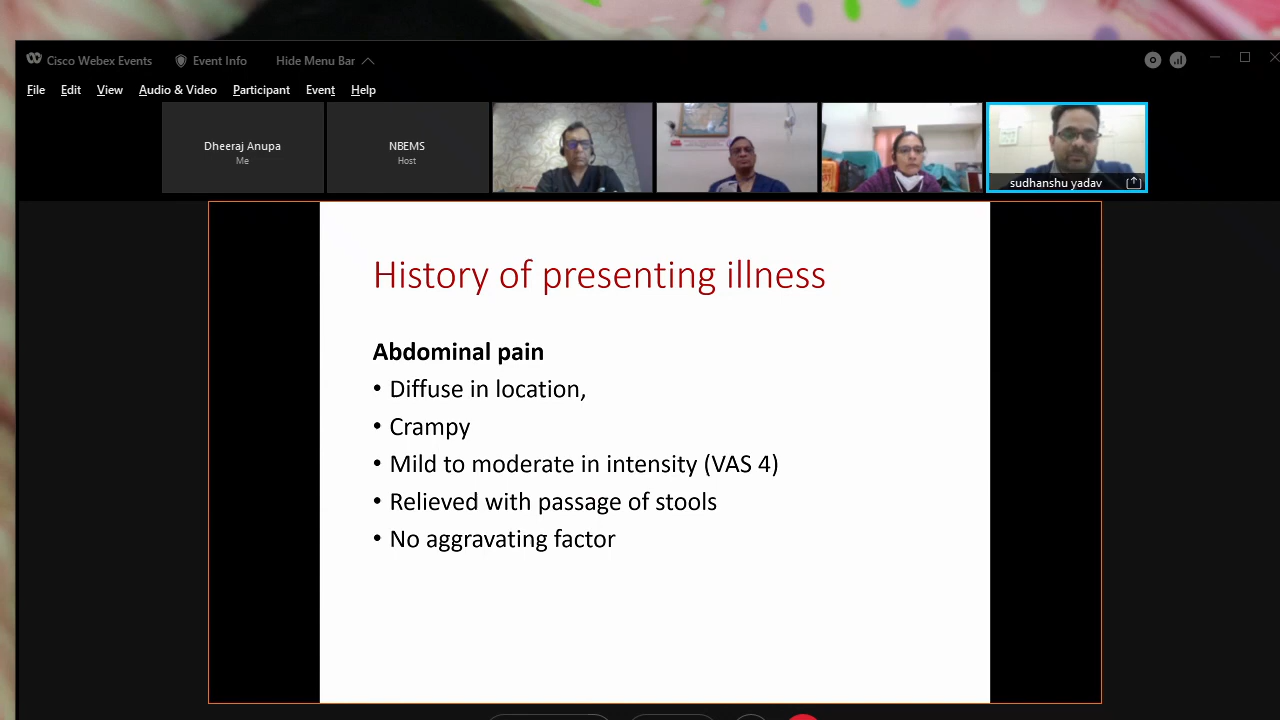 Cisco Webex Events Event Info Hide Menu Bar
File Edit View Audio & Video Participant Event Help
Dheeraj Anupa
Me
NBEMS
Host
sudhanshu yadav
History of presenting illness
Abdominal pain
• Diffuse in location,
• Crampy
• Mild to moderate in intensity (VAS 4)
• Relieved with passage of stools
• No aggravating factor